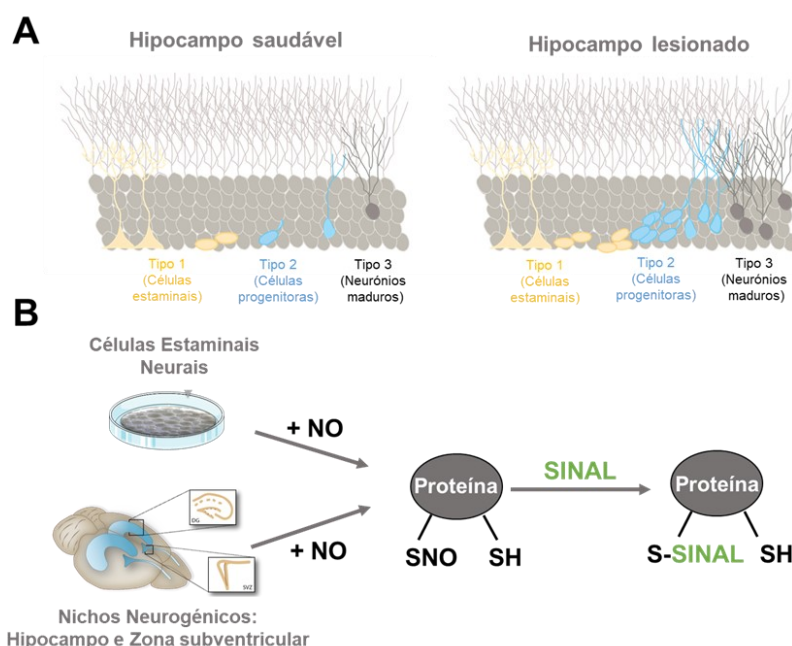 A
Hipocampo saudável
Hipocampo lesionado
Tipo 1
(Células
estaminais)
Tipo 2
(Células
progenitoras)
Tipo 3
(Neurónios
maduros)
Tipo 1
(Células
estaminais)
Tipo 2
(Células
progenitoras)
Tipo 3
(Neurónios
maduros)
B
Células Estaminais
Neurais
+ NO
DG
SVZ
+ NO
Nichos Neurogénicos:
Hipocampo e Zona subventricular
Proteína
SNO SH
SINAL
Proteína
S-SINAL SH